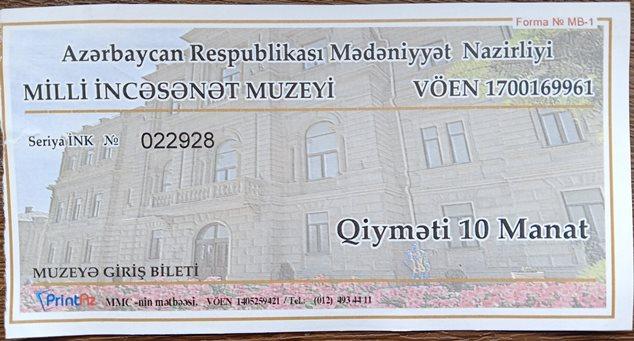 Forma № MB-1
Azərbaycan Respublikası Mədəniyyət Nazirliyi
MİLLİ İNCƏSƏNƏT MUZEYİ VÖEN 1700169961
Seriya İNK № 022928
Qiyməti 10 Manat
MUZEYƏ GİRİŞ BİLETİ
PrintAz MMC -nin mətbəəsi. VÖEN 1405259421 / Tel.: (012) 493 44 11